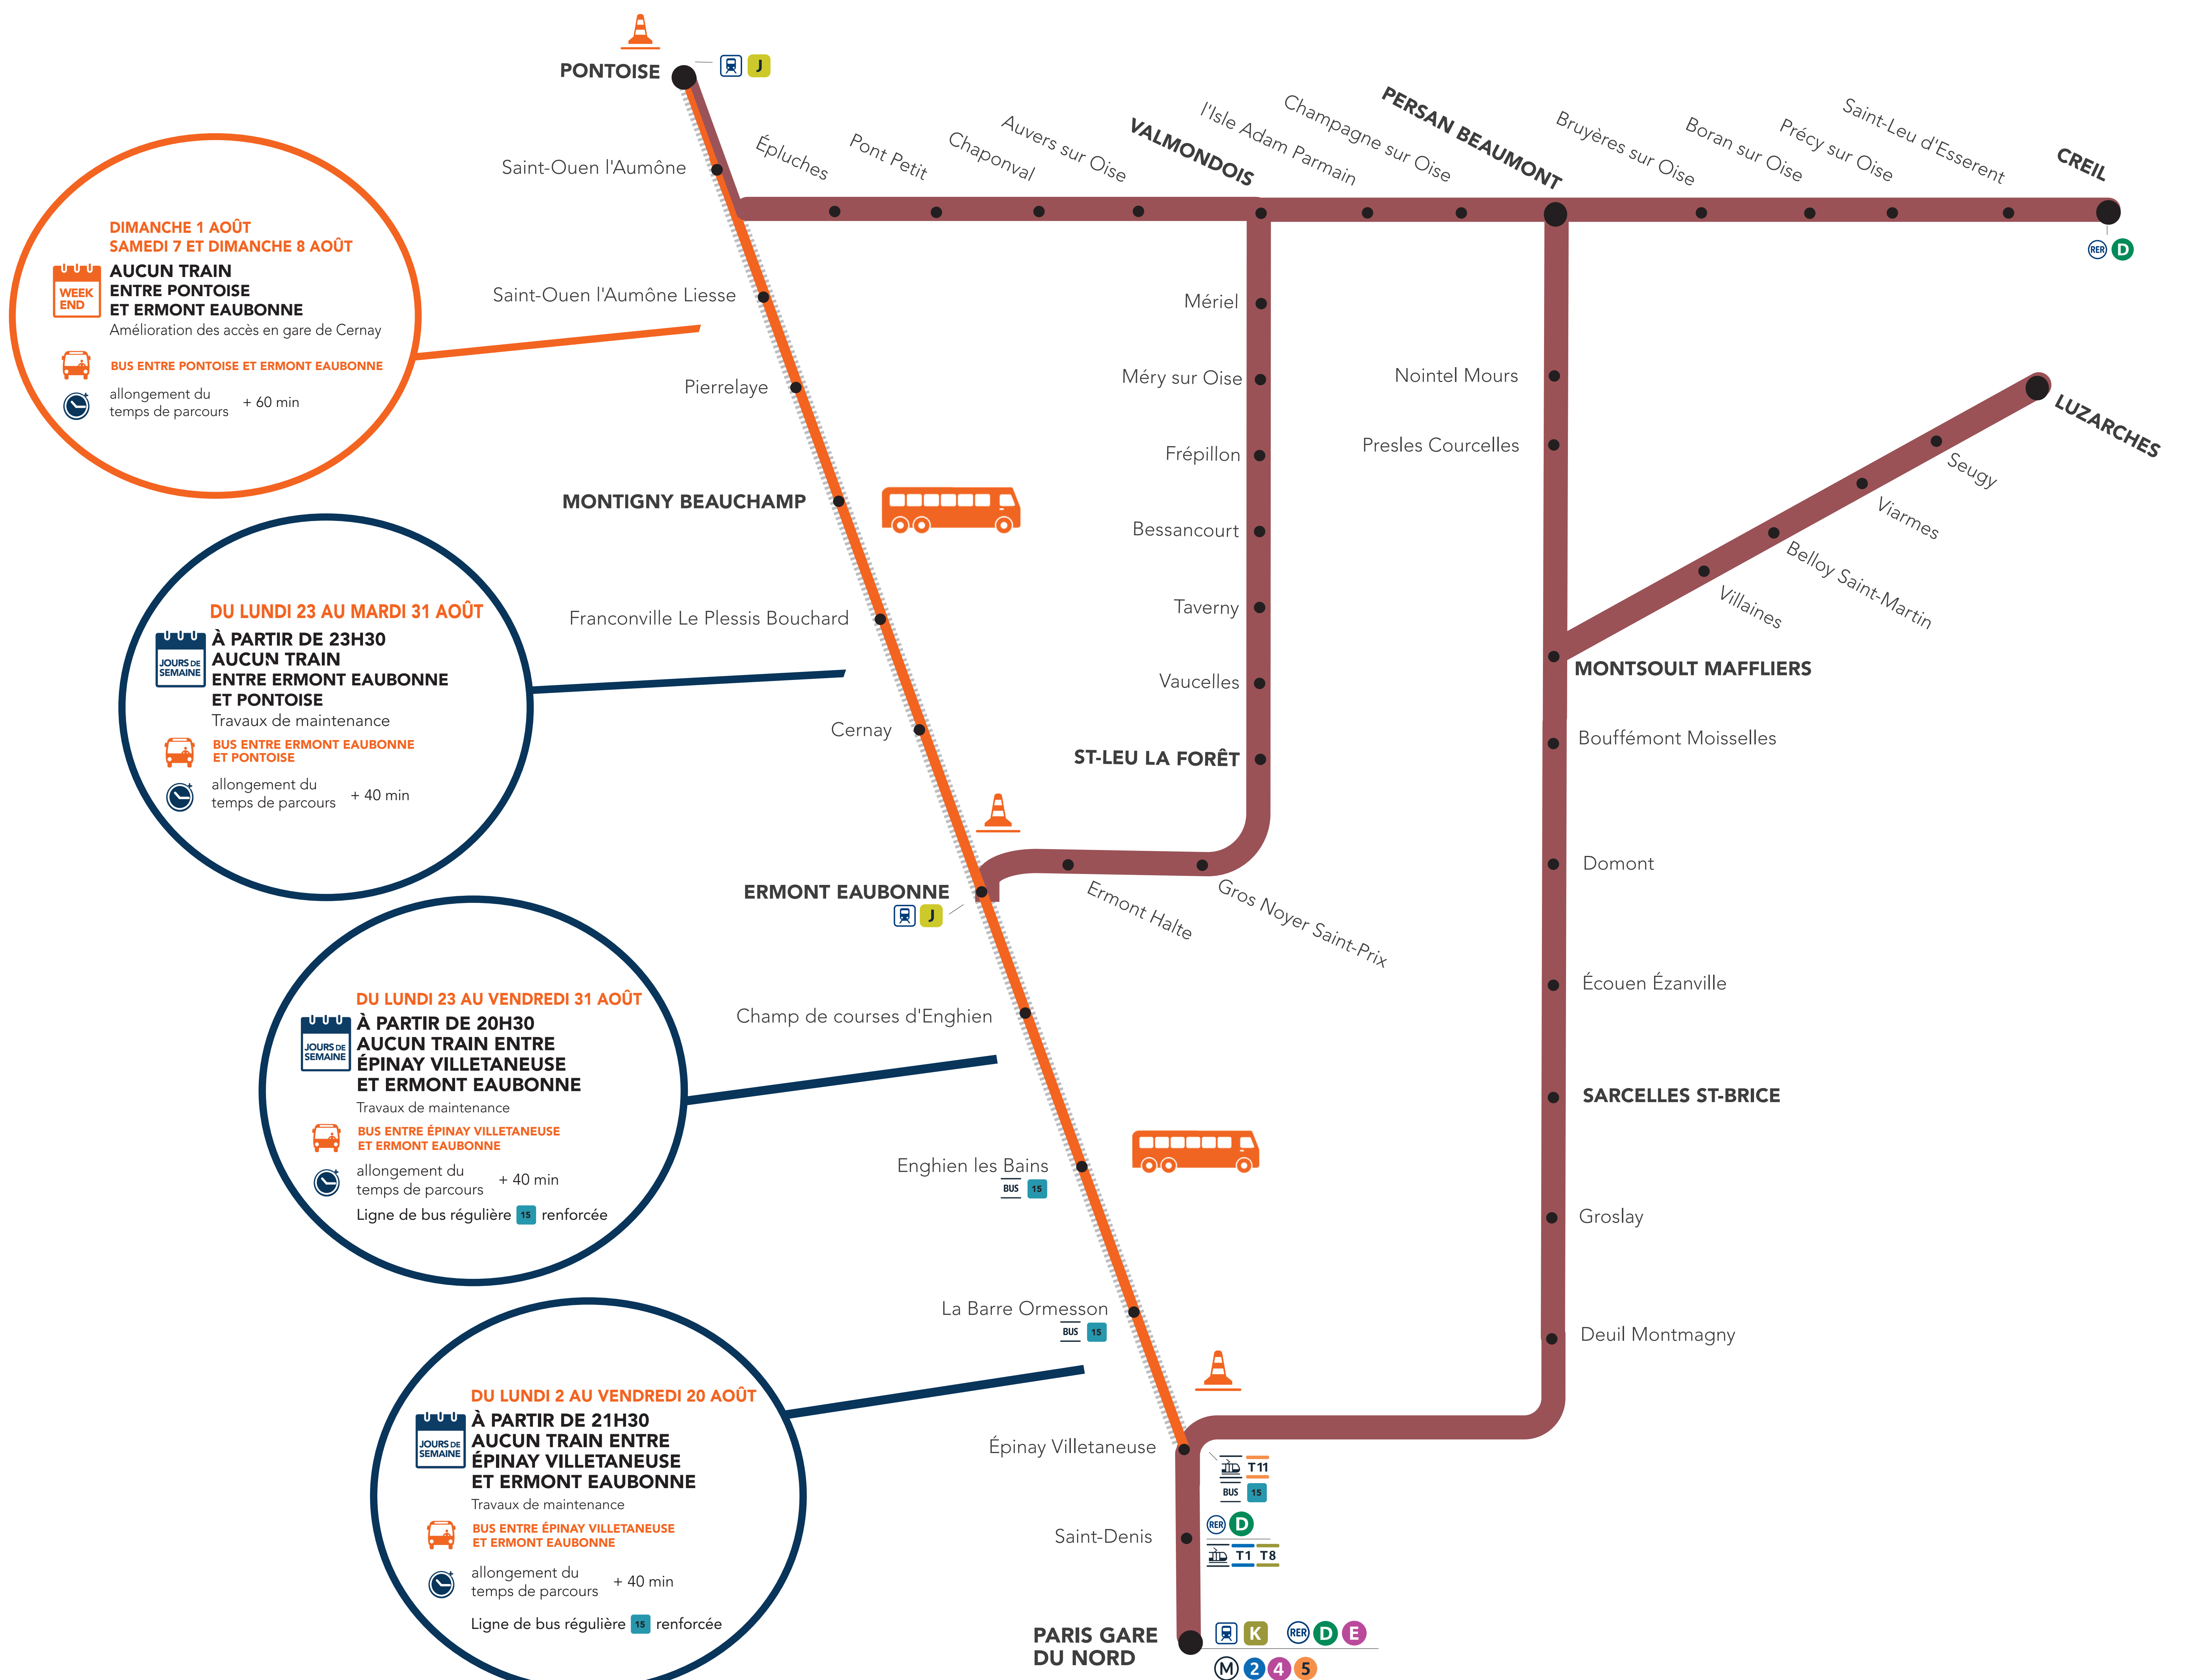 PONTOISE
J
Saint-Ouen l'Aumône
Épluches
Pont Petit
Chaponval
Auvers sur Oise
VALMONDOIS
l'Isle Adam Parmain
Champagne sur Oise
PERSAN BEAUMONT
Bruyères sur Oise
Boran sur Oise
Précy sur Oise
Saint-Leu d'Esserent
CREIL
RER D
DIMANCHE 1 AOÛT
SAMEDI 7 ET DIMANCHE 8 AOÛT
WEEK
END
AUCUN TRAIN
ENTRE PONTOISE
ET ERMONT EAUBONNE
Amélioration des accès en gare de Cernay
BUS ENTRE PONTOISE ET ERMONT EAUBONNE
allongement du
temps de parcours
+ 60 min
Saint-Ouen l'Aumône Liesse
Pierrelaye
MONTIGNY BEAUCHAMP
Franconville Le Plessis Bouchard
Cernay
Mériel
Méry sur Oise
Frépillon
Bessancourt
Taverny
Vaucelles
ST-LEU LA FORÊT
Nointel Mours
Presles Courcelles
LUZARCHES
Seugy
Viarmes
Belloy Saint-Martin
Villaines
MONTSOULT MAFFLIERS
Bouffémont Moisselles
Domont
Écouen Ézanville
SARCELLES ST-BRICE
Groslay
Deuil Montmagny
DU LUNDI 23 AU MARDI 31 AOÛT
JOURS DE
SEMAINE
À PARTIR DE 23H30
AUCUN TRAIN
ENTRE ERMONT EAUBONNE
ET PONTOISE
Travaux de maintenance
BUS ENTRE ERMONT EAUBONNE
ET PONTOISE
allongement du
temps de parcours
+ 40 min
ERMONT EAUBONNE
J
Ermont Halte
Gros Noyer Saint-Prix
Champ de courses d'Enghien
DU LUNDI 23 AU VENDREDI 31 AOÛT
JOURS DE
SEMAINE
À PARTIR DE 20H30
AUCUN TRAIN ENTRE
ÉPINAY VILLETANEUSE
ET ERMONT EAUBONNE
Travaux de maintenance
BUS ENTRE ÉPINAY VILLETANEUSE
ET ERMONT EAUBONNE
allongement du
temps de parcours
+ 40 min
Ligne de bus régulière 15 renforcée
Enghien les Bains
BUS 15
La Barre Ormesson
BUS 15
DU LUNDI 2 AU VENDREDI 20 AOÛT
JOURS DE
SEMAINE
À PARTIR DE 21H30
AUCUN TRAIN ENTRE
ÉPINAY VILLETANEUSE
ET ERMONT EAUBONNE
Travaux de maintenance
BUS ENTRE ÉPINAY VILLETANEUSE
ET ERMONT EAUBONNE
allongement du
temps de parcours
+ 40 min
Ligne de bus régulière 15 renforcée
Épinay Villetaneuse
T11
BUS 15
Saint-Denis
RER D
T1 T8
PARIS GARE
DU NORD
K RER D E
M 2 4 5